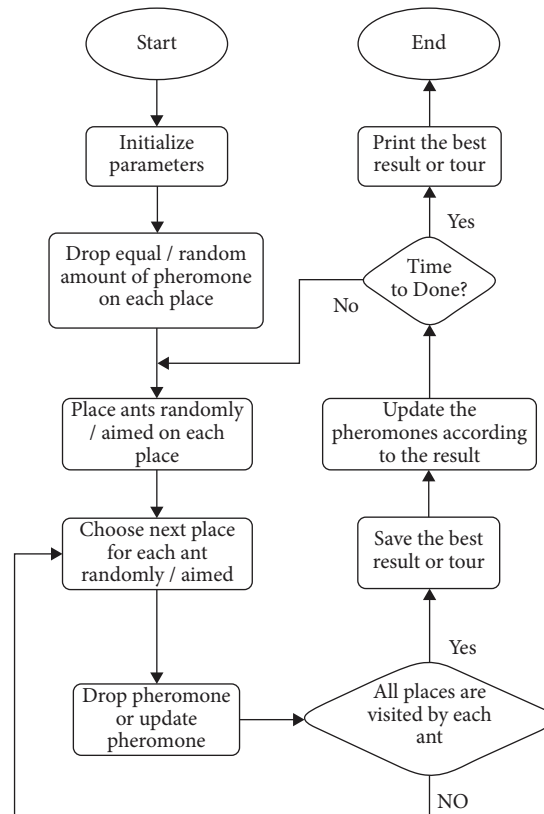 Start
Initialize
parameters
Drop equal / random
amount of pheromone
on each place
Place ants randomly
/ aimed on each
place
Choose next place
for each ant
randomly / aimed
Drop pheromone
or update
pheromone
All places are
visited by each
ant
NO
Yes
Save the best
result or tour
Update the
pheromones according
to the result
Time
to Done?
No
Yes
Print the best
result or tour
End